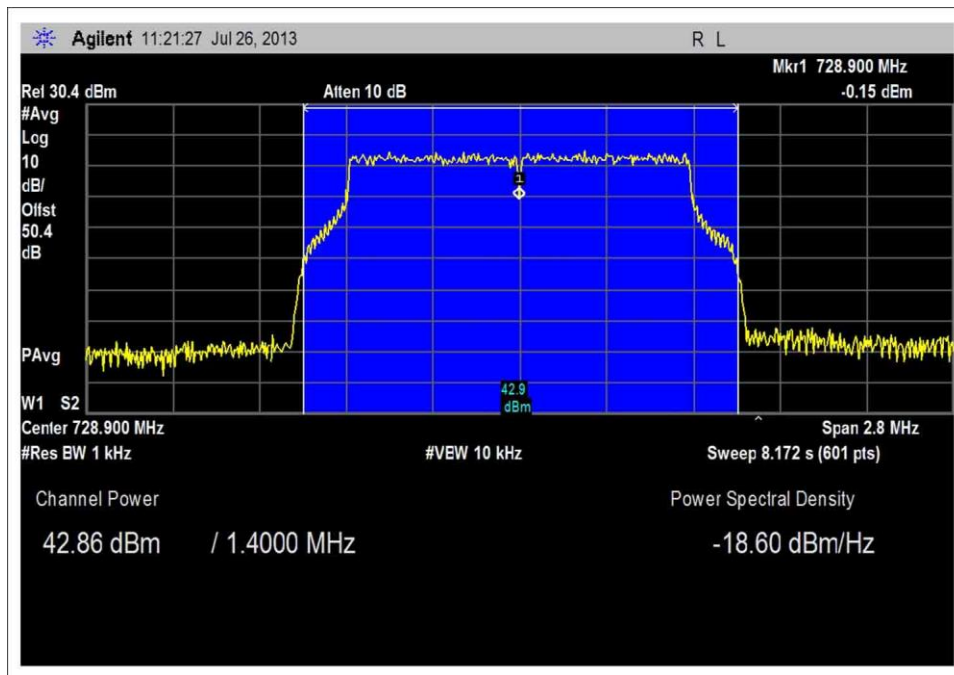 Agilent 11:21:27 Jul 26, 2013 R L
Mkr1 728.900 MHz
Ref 30.4 dBm Atten 10 dB -0.15 dBm
#Avg
Log
10
dB/
Offst
50.4
dB
1
PAvg
42.9
dBm
W1 S2
Center 728.900 MHz Span 2.8 MHz
#Res BW 1 kHz #VBW 10 kHz Sweep 8.172 s (601 pts)
Channel Power Power Spectral Density
42.86 dBm / 1.4000 MHz -18.60 dBm/Hz